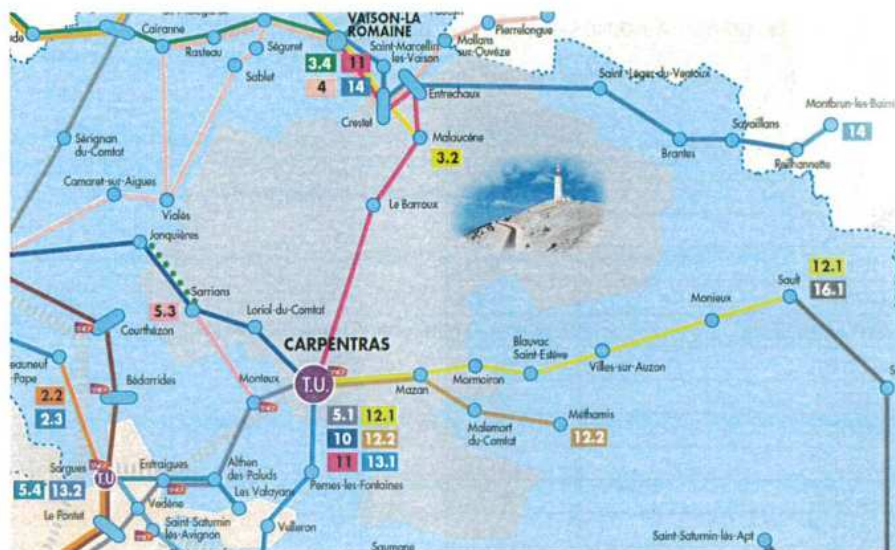 VAISON-LA
ROMAINE
Pierrelongue
Cairanne
Rasteau
Séguret
Sablet
Saint-Marcellin
les-Vaison
Mollans
sur-Ouvèze
3.4 11
4 14
Crestet
Entrechaux
Saint-Léger-du-Ventoux
Montbrun-les-Bains
14
Sérignan
du-Comtat
Malaucène
3.2
Brantes
Savoillans
Reilhannette
Camaret-sur-Aigues
Violès
Le Barroux
Jonquières
Sarrians
5.3
Loriol-du-Comtat
12.1
Sault
16.1
Monieux
Courthézon
CARPENTRAS
T.U.
Blauvac
Saint-Estève
Villes-sur-Auzon
Mormoiron
Mazan
Bédarrides
Monteux
2.2
2.3
5.1 12.1
10 12.2
11 13.1
Malemort
du-Comtat
Méthamis
12.2
Sorgues
T.U
5.4 13.2
Entraigues
Althen
des-Paluds
Les Valayans
Pernes-les-Fontaines
Le Pontet
Vedène
Saint-Saturnin
lès-Avignon
Velleron
Saumane
Saint-Saturnin-lès-Apt